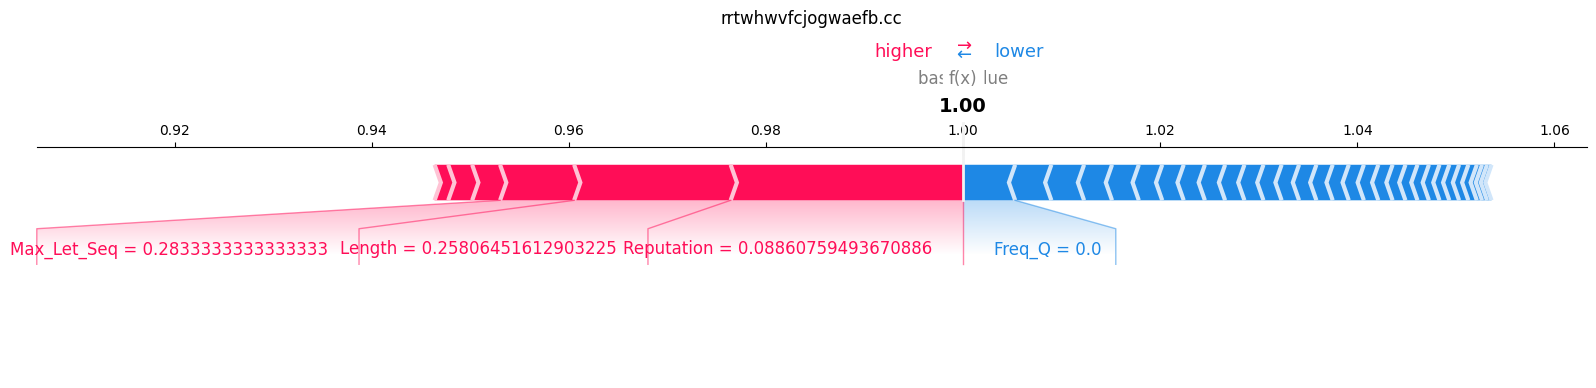 rrtwhwvfcjogwaefb.cc
higher → ← lower
f(x) lue
1.00
0.92 0.94 0.96 0.98 1.00 1.02 1.04 1.06
Max_Let_Seq = 0.2833333333333333 Length = 0.25806451612903225 Reputation = 0.08860759493670886 Freq_Q = 0.0